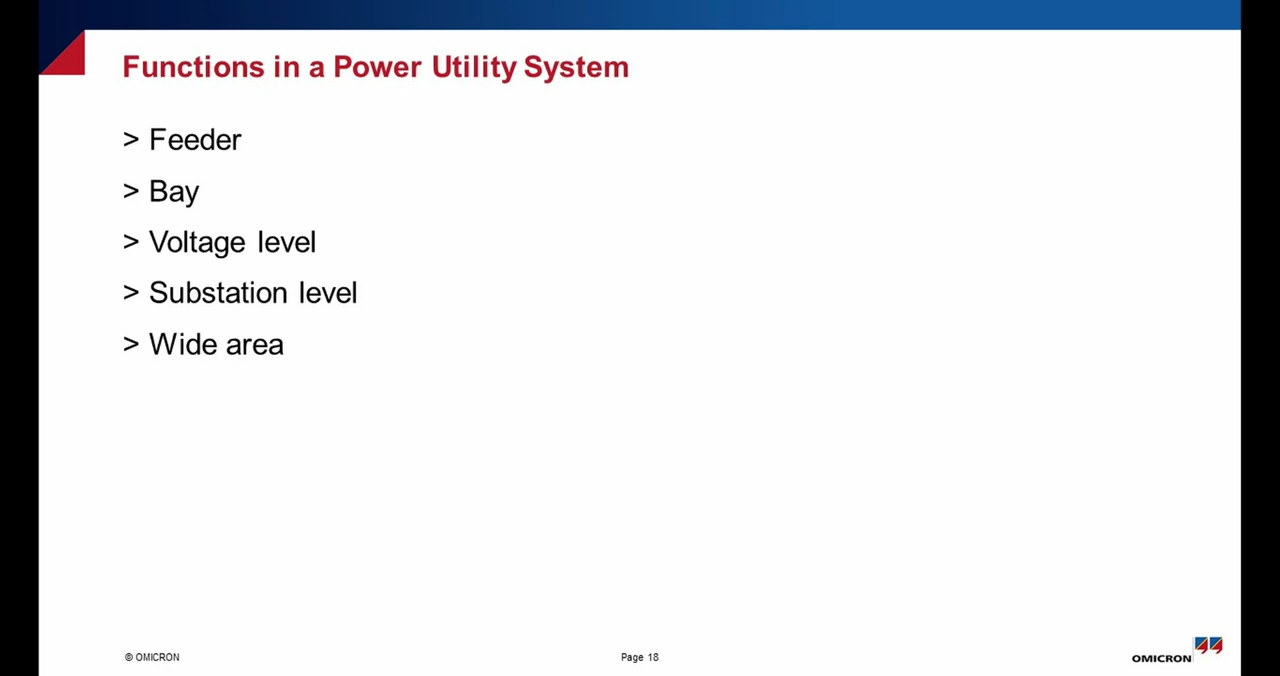 Functions in a Power Utility System
> Feeder
> Bay
> Voltage level
> Substation level
> Wide area
© OMICRON
Page 18
OMICRON